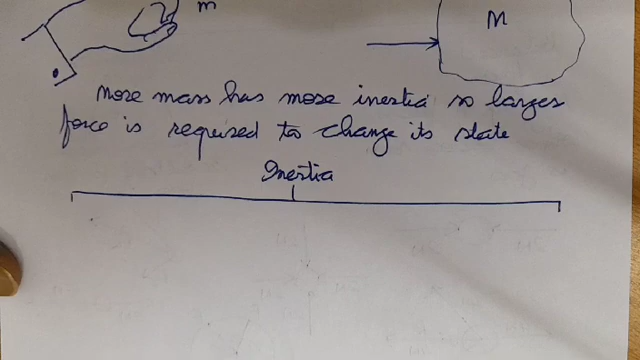 m
M
More mass has more inertia so larger
force is required to change its state
Inertia